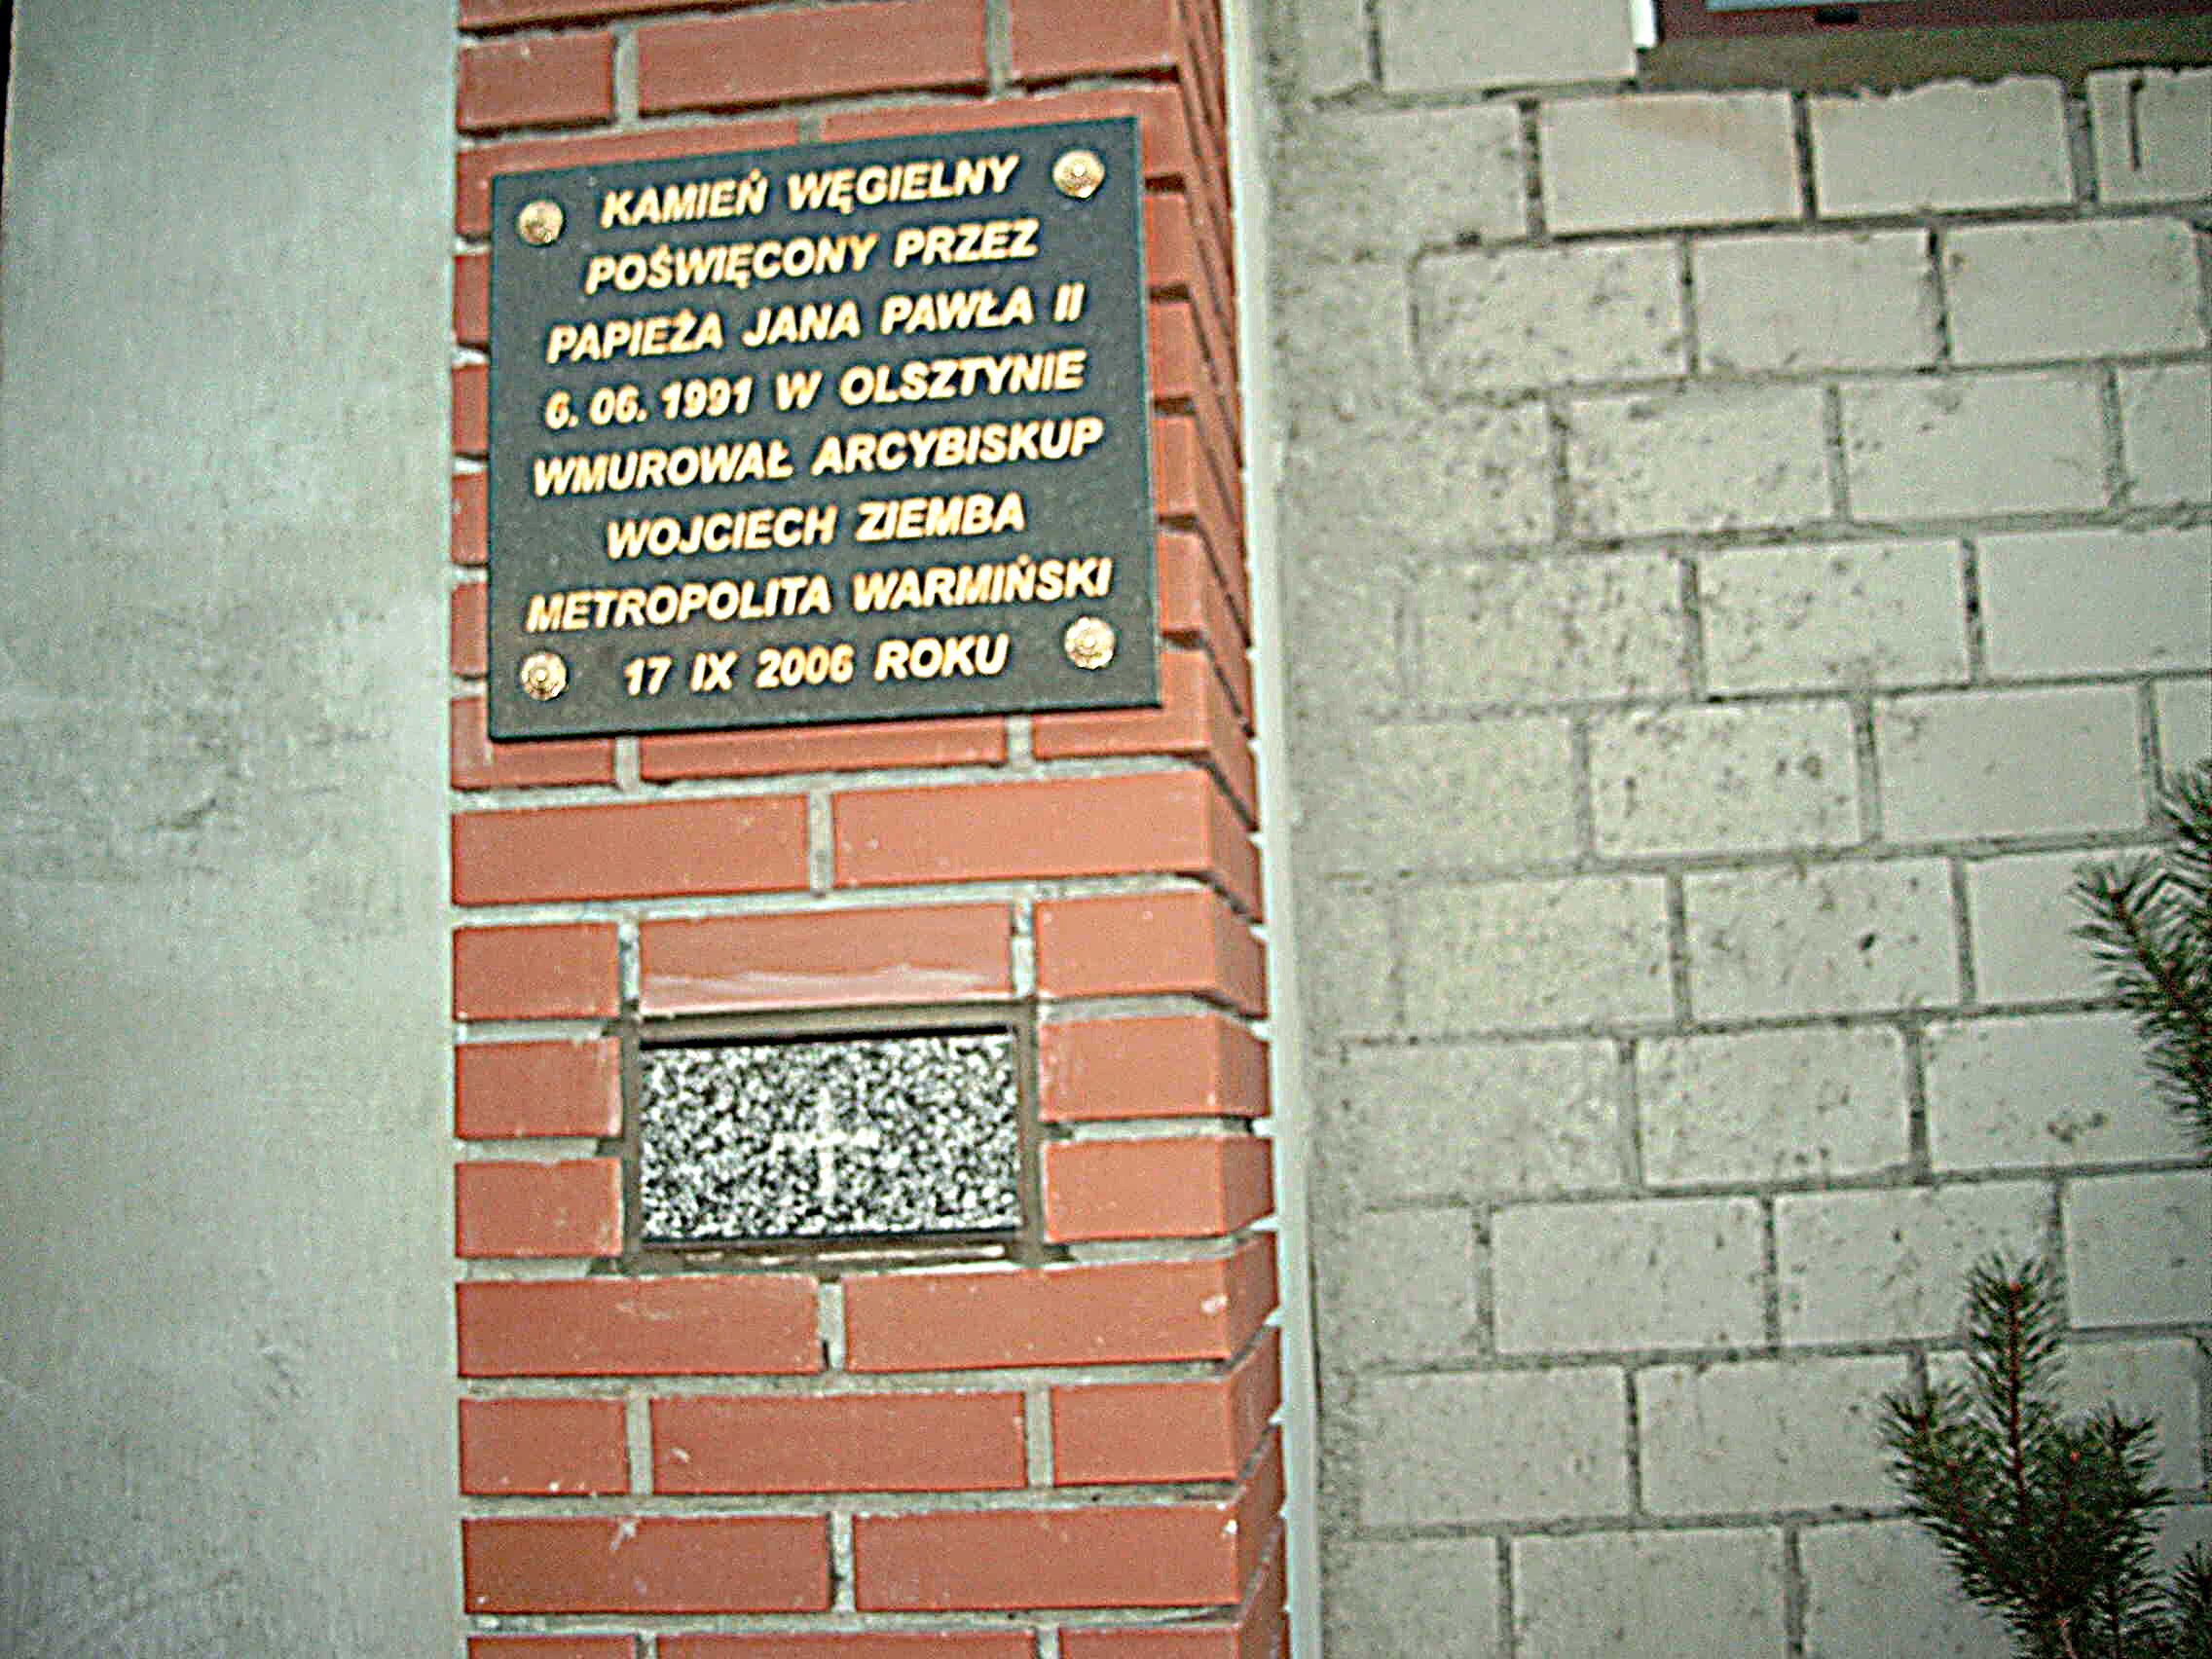 KAMIEŃ WĘGIELNY
POŚWIĘCONY PRZEZ
PAPIEŻA JANA PAWŁA II
6. 06. 1991 W OLSZTYNIE
WMUROWAŁ ARCYBISKUP
WOJCIECH ZIEMBA
METROPOLITA WARMIŃSKI
17 IX 2006 ROKU